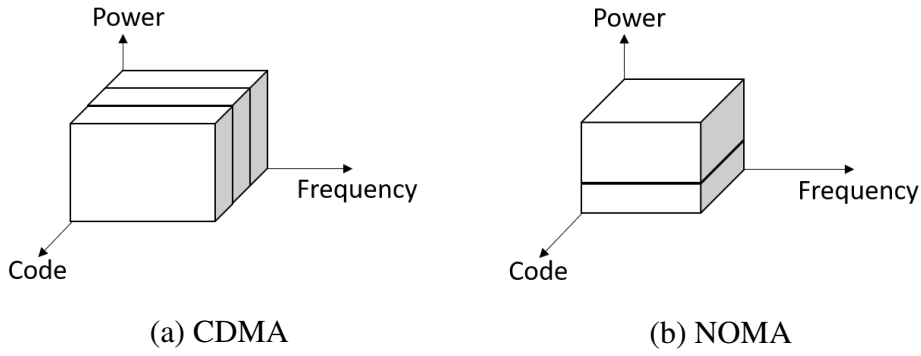 Power
Frequency
Code
(a) CDMA
Power
Frequency
Code
(b) NOMA